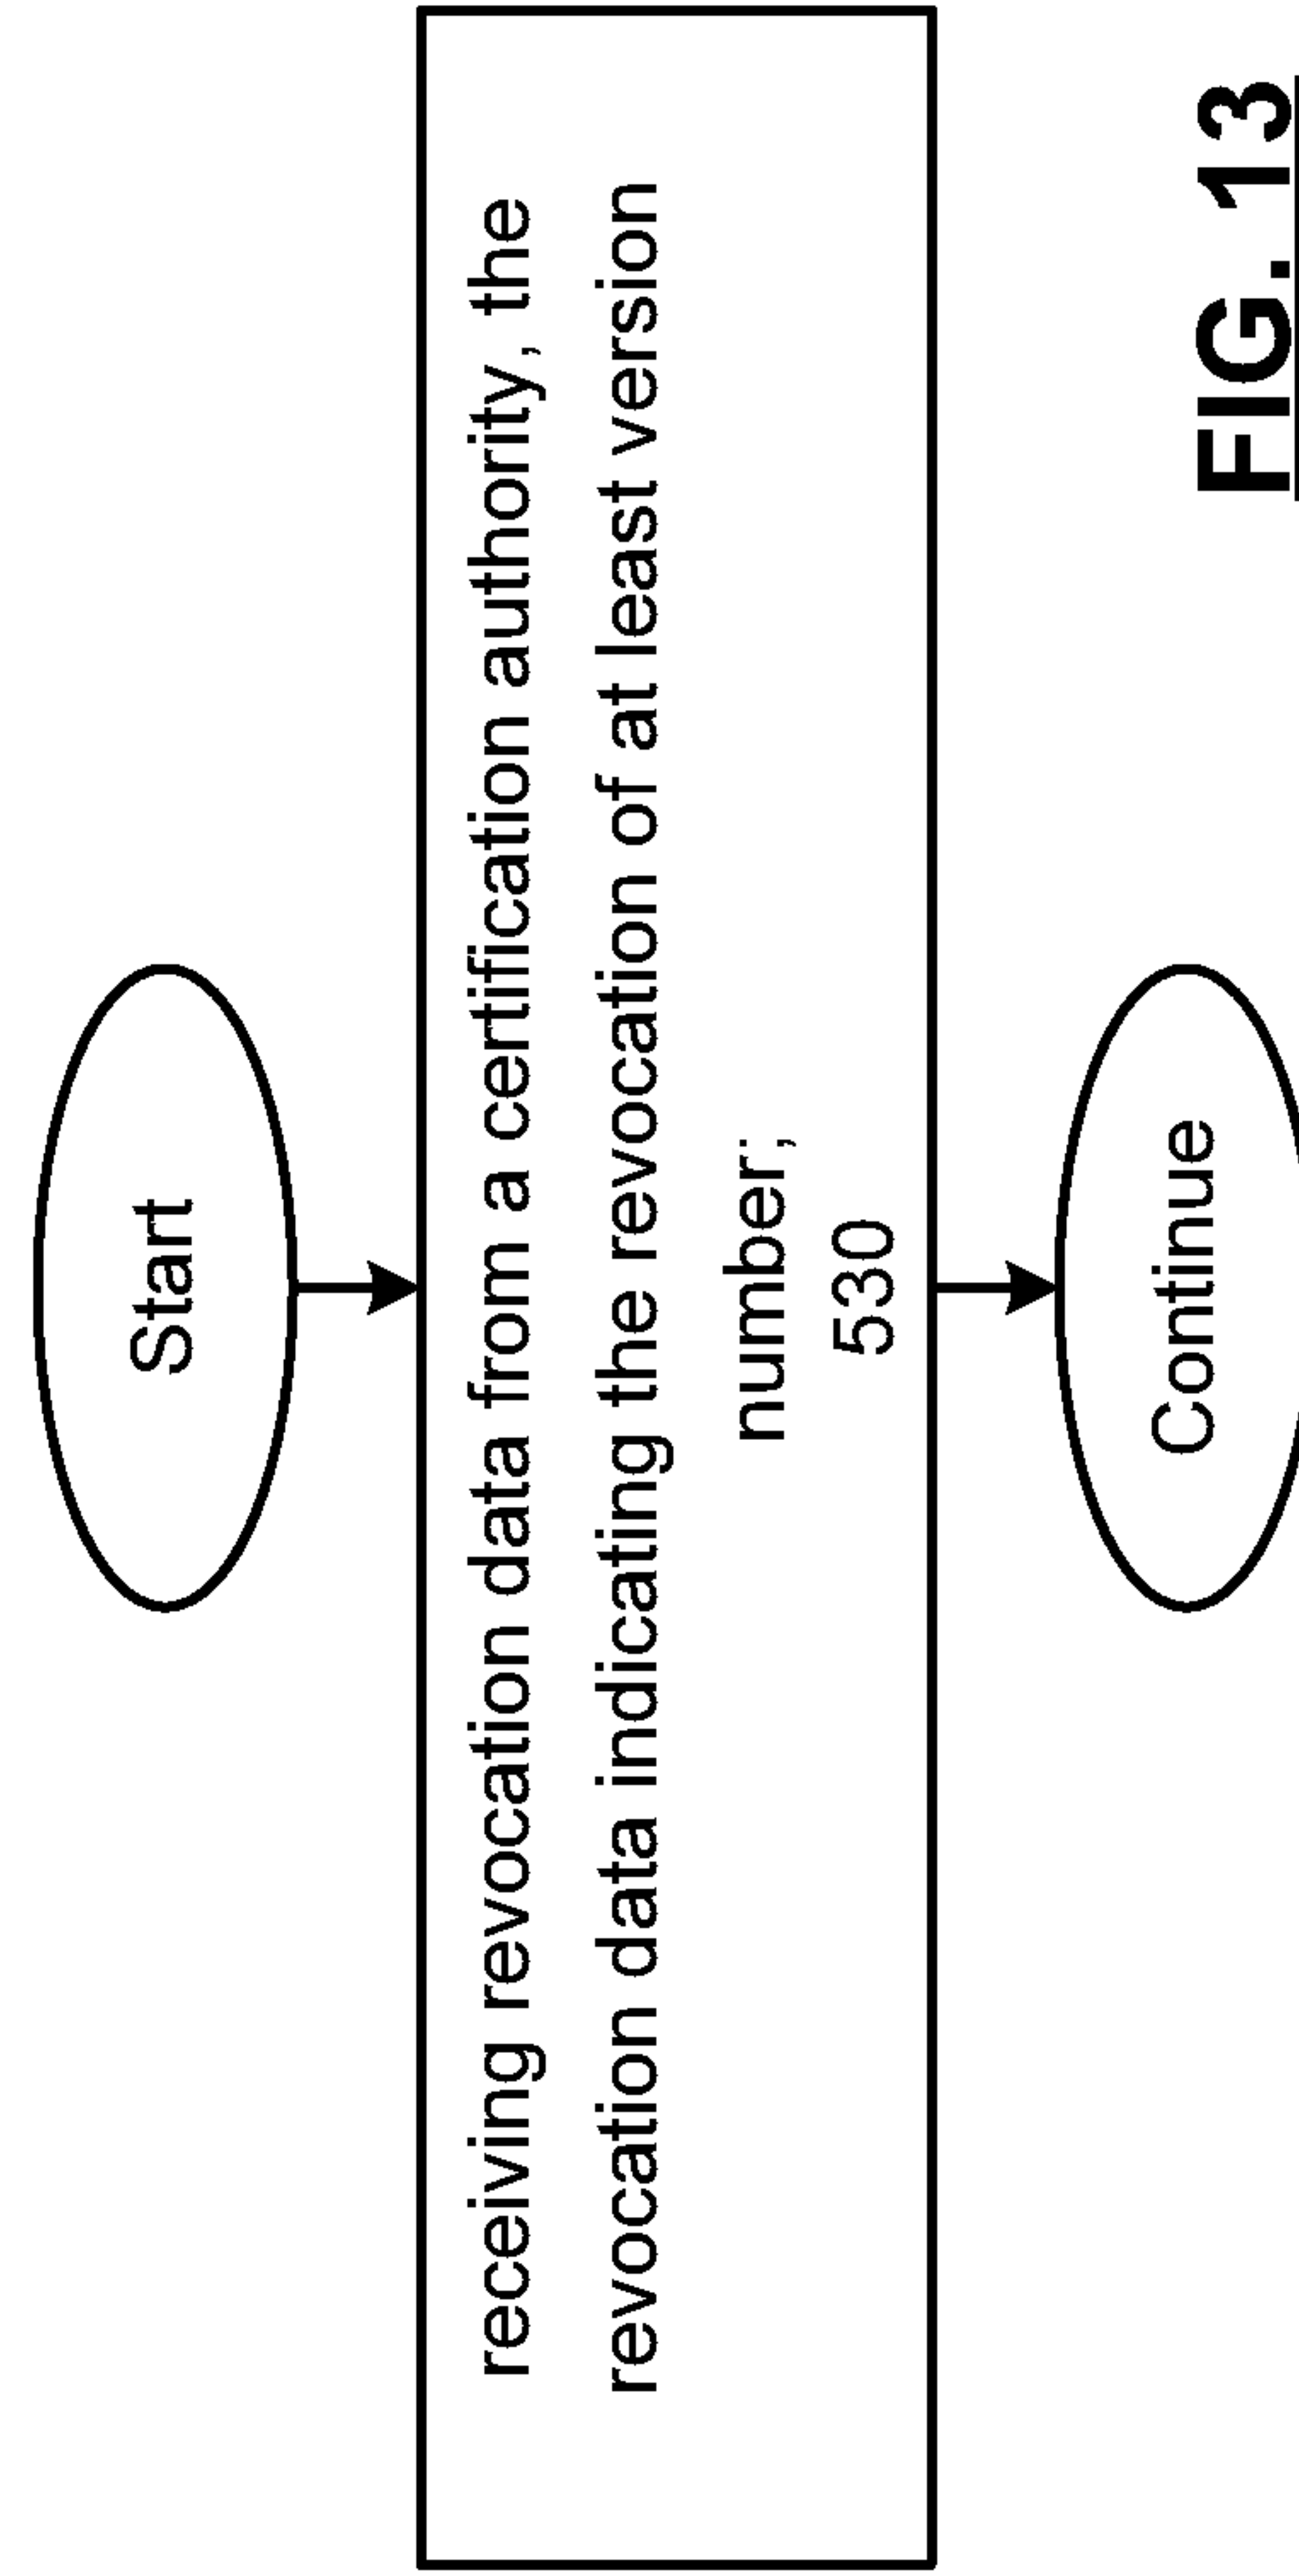 Start
receiving revocation data from a certification authority, the
revocation data indicating the revocation of at least version
number;
530
Continue
FIG. 13